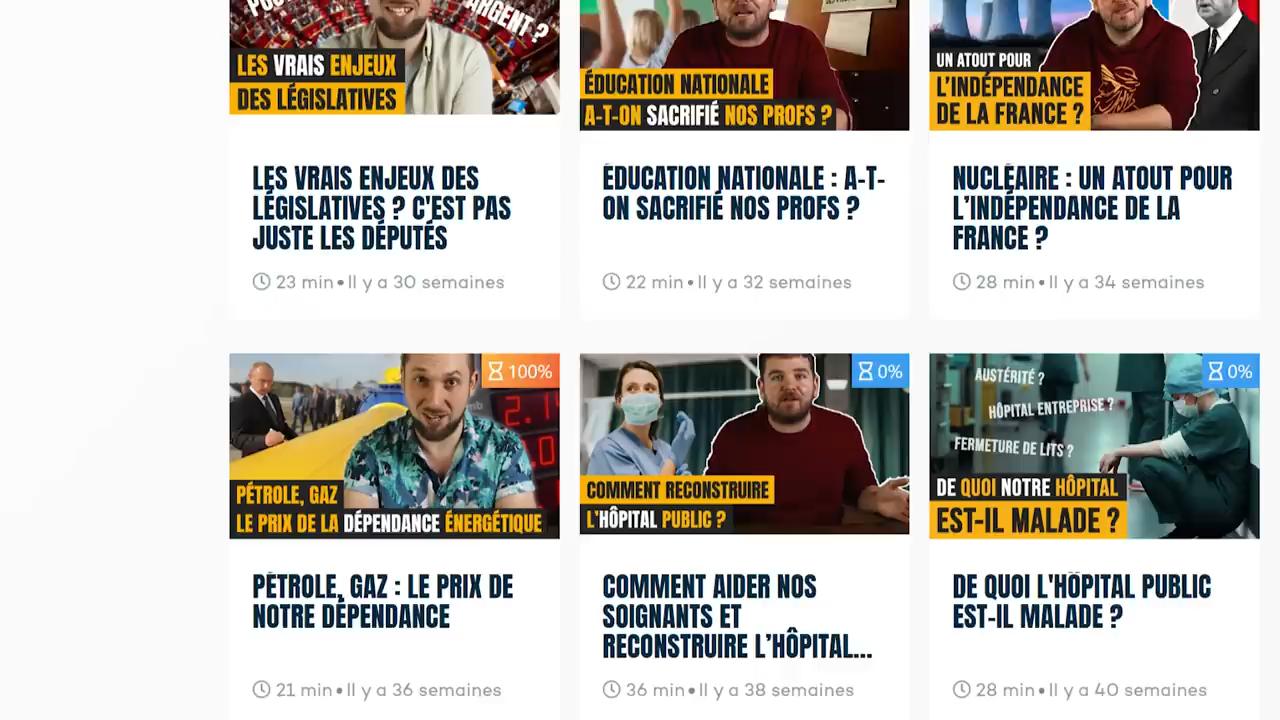 ARGENT ?
LES VRAIS ENJEUX
DES LÉGISLATIVES
ÉDUCATION NATIONALE
A-T-ON SACRIFIÉ NOS PROFS ?
UN ATOUT POUR
L'INDÉPENDANCE
DE LA FRANCE ?
LES VRAIS ENJEUX DES
LÉGISLATIVES ? C'EST PAS
JUSTE LES DÉPUTÉS
23 min • Il y a 30 semaines
ÉDUCATION NATIONALE : A-T-
ON SACRIFIÉ NOS PROFS ?
22 min • Il y a 32 semaines
NUCLÉAIRE : UN ATOUT POUR
L’INDÉPENDANCE DE LA
FRANCE ?
28 min • Il y a 34 semaines
100%
PÉTROLE, GAZ
LE PRIX DE LA DÉPENDANCE ÉNERGÉTIQUE
0%
COMMENT RECONSTRUIRE
L'HÔPITAL PUBLIC ?
0%
AUSTÉRITÉ ?
HÔPITAL ENTREPRISE ?
FERMETURE DE LITS ?
DE QUOI NOTRE HÔPITAL
EST-IL MALADE ?
PÉTROLE, GAZ : LE PRIX DE
NOTRE DÉPENDANCE
21 min • Il y a 36 semaines
COMMENT AIDER NOS
SOIGNANTS ET
RECONSTRUIRE L’HÔPITAL...
36 min • Il y a 38 semaines
DE QUOI L'HÔPITAL PUBLIC
EST-IL MALADE ?
28 min • Il y a 40 semaines